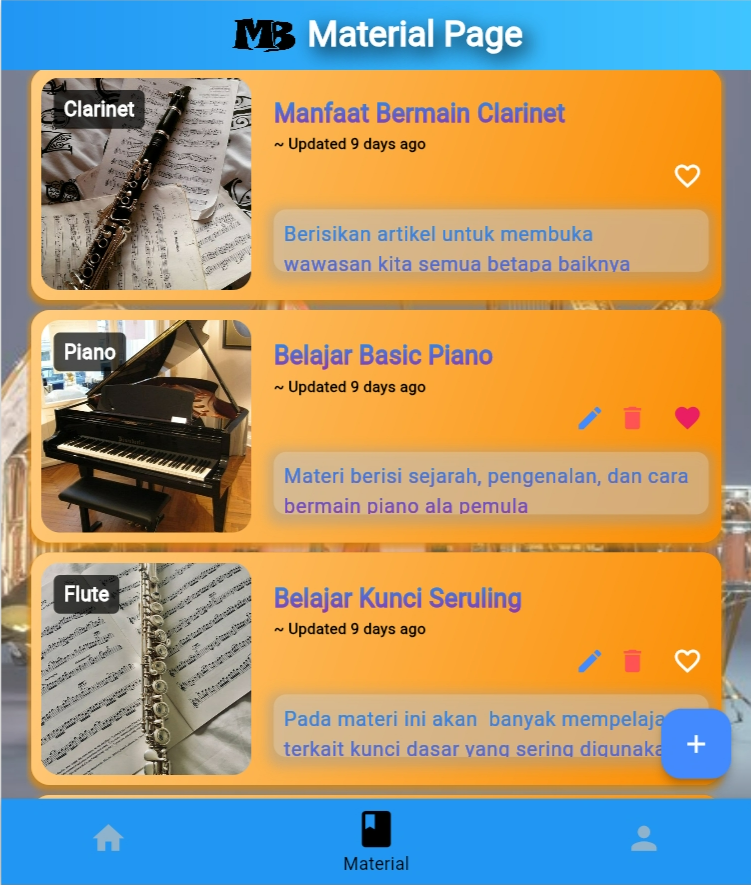 MB Material Page
Clarinet
Manfaat Bermain Clarinet
~ Updated 9 days ago
Berisikan artikel untuk membuka
wawasan kita semua betapa baiknya
Piano
Belajar Basic Piano
~ Updated 9 days ago
Materi berisi sejarah, pengenalan, dan cara
bermain piano ala pemula
Flute
Belajar Kunci Seruling
~ Updated 9 days ago
Pada materi ini akan  banyak mempelaja
terkait kunci dasar yang sering digunaka
+
Material